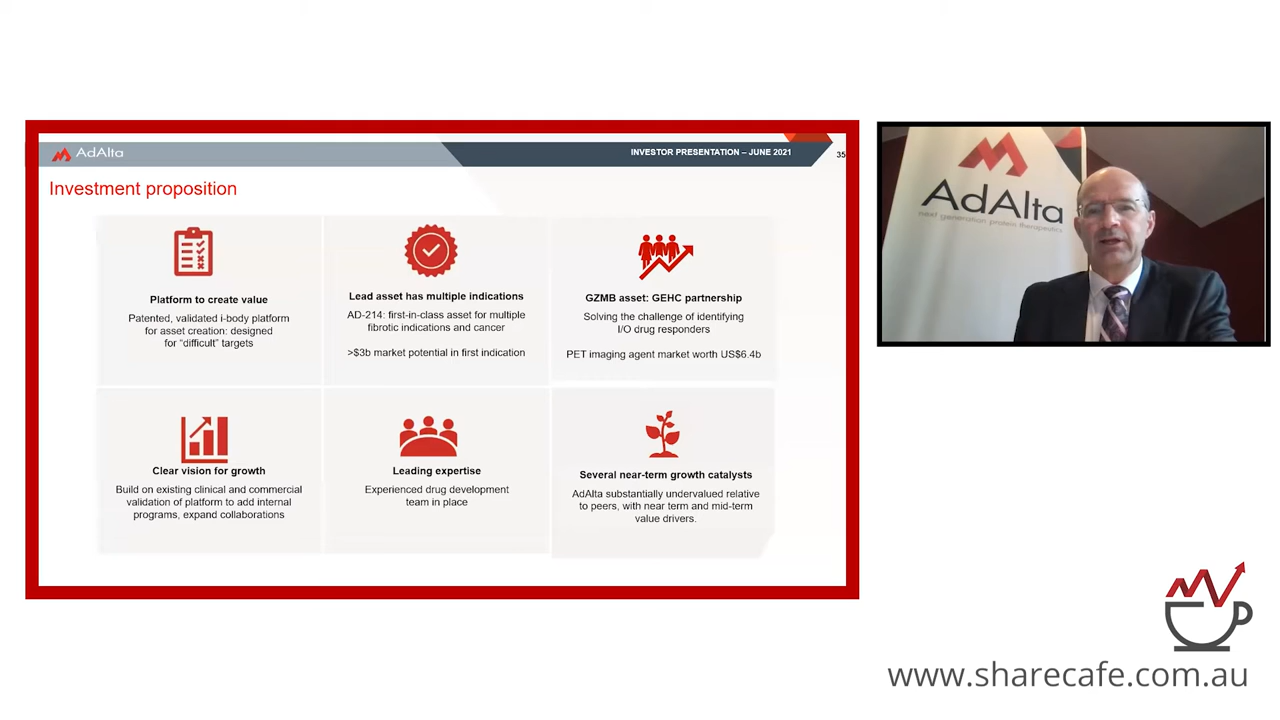 AdAlta
INVESTOR PRESENTATION – JUNE 2021
35
Investment proposition
Platform to create value
Patented, validated i-body platform
for asset creation: designed
for “difficult” targets
Lead asset has multiple indications
AD-214: first-in-class asset for multiple
fibrotic indications and cancer
>$3b market potential in first indication
GZMB asset: GEHC partnership
Solving the challenge of identifying
I/O drug responders
PET imaging agent market worth US$6.4b
Clear vision for growth
Build on existing clinical and commercial
validation of platform to add internal
programs, expand collaborations
Leading expertise
Experienced drug development
team in place
Several near-term growth catalysts
AdAlta substantially undervalued relative
to peers, with near term and mid-term
value drivers.
AdAlta
next generation protein therapeutics
www.sharecafe.com.au